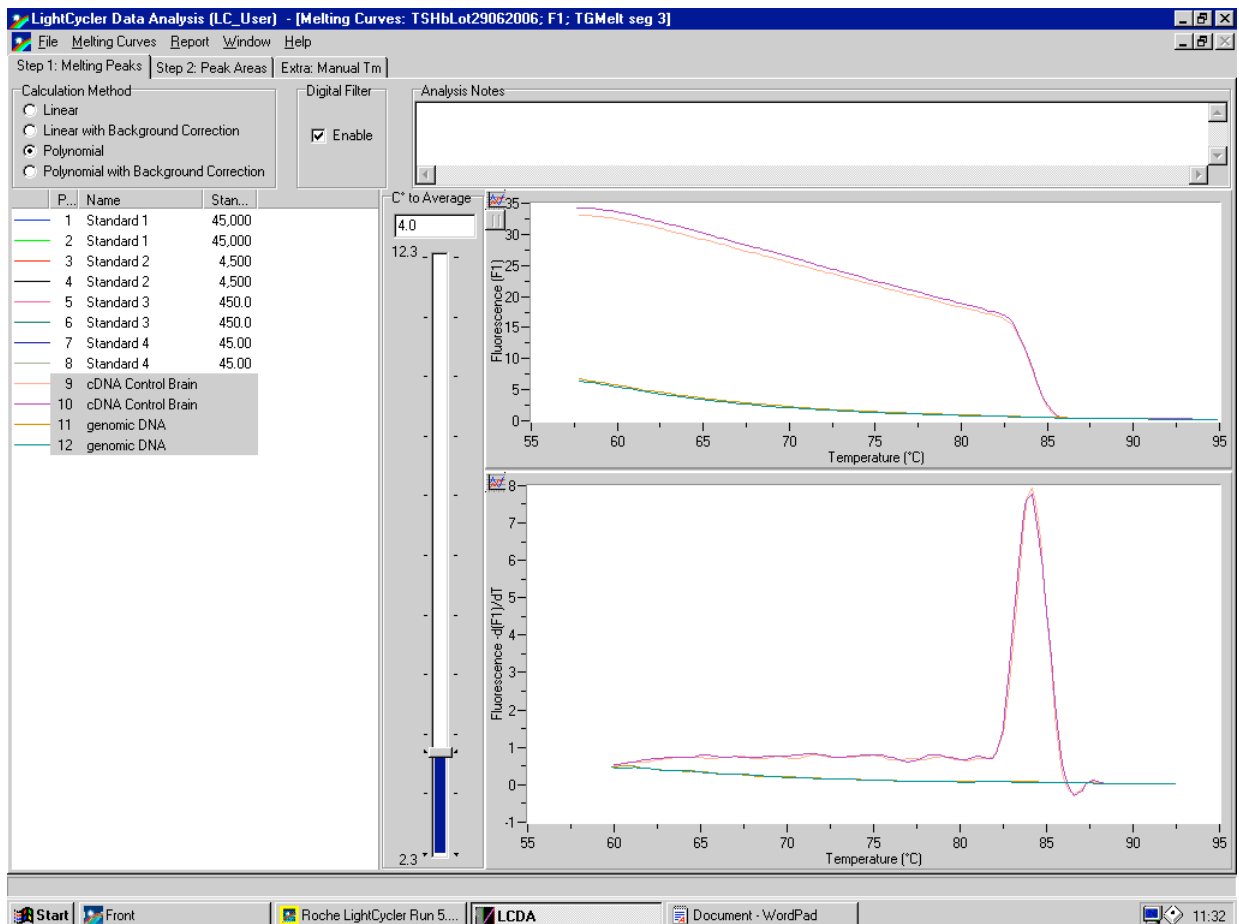 LightCycler Data Analysis (LC_User) - [Melting Curves: TSHbLot29062006; F1; TGMelt seg 3]
File Melting Curves Report Window Help
Step 1: Melting Peaks Step 2: Peak Areas Extra: Manual Tm
Calculation Method
Linear
Linear with Background Correction
Polynomial
Polynomial with Background Correction
Digital Filter
Enable
Analysis Notes
P... Name Stan...
1 Standard 1 45,000
2 Standard 1 45,000
3 Standard 2 4,500
4 Standard 2 4,500
5 Standard 3 450.0
6 Standard 3 450.0
7 Standard 4 45.00
8 Standard 4 45.00
9 cDNA Control Brain
10 cDNA Control Brain
11 genomic DNA
12 genomic DNA
C° to Average
4.0
12.3
2.3
Fluorescence (F1)
35
30
25
20
15
10
5
0
55 60 65 70 75 80 85 90 95
Temperature (°C)
Fluorescence -d(F1)/dT
8
7
6
5
4
3
2
1
0
-1
55 60 65 70 75 80 85 90 95
Temperature (°C)
Start Front Roche LightCycler Run 5.... LCDA Document - WordPad 11:32